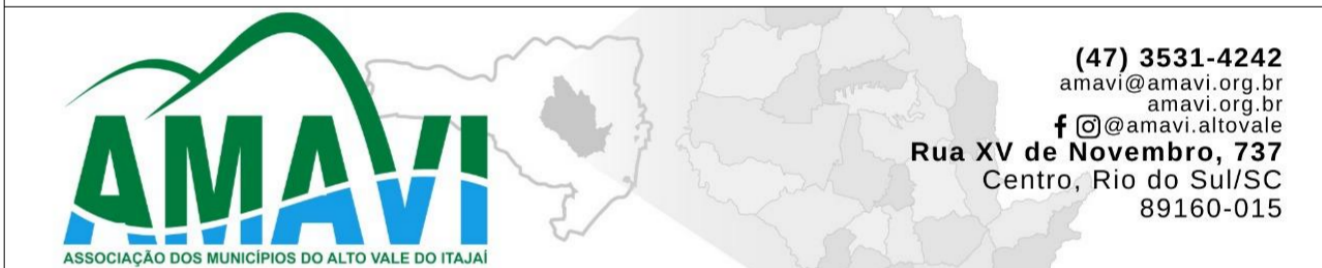 AMAVI
ASSOCIAÇÃO DOS MUNICÍPIOS DO ALTO VALE DO ITAJAÍ
(47) 3531-4242
amavi@amavi.org.br
amavi.org.br
@amavi.altovale
Rua XV de Novembro, 737
Centro, Rio do Sul/SC
89160-015